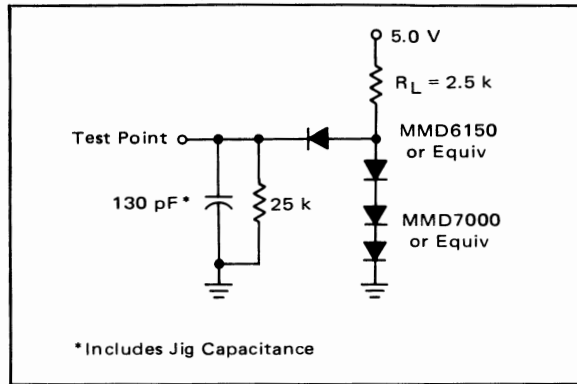 5.0 V
R_L = 2.5 k
Test Point
MMD6150
or Equiv
130 pF*
25 k
MMD7000
or Equiv
*Includes Jig Capacitance